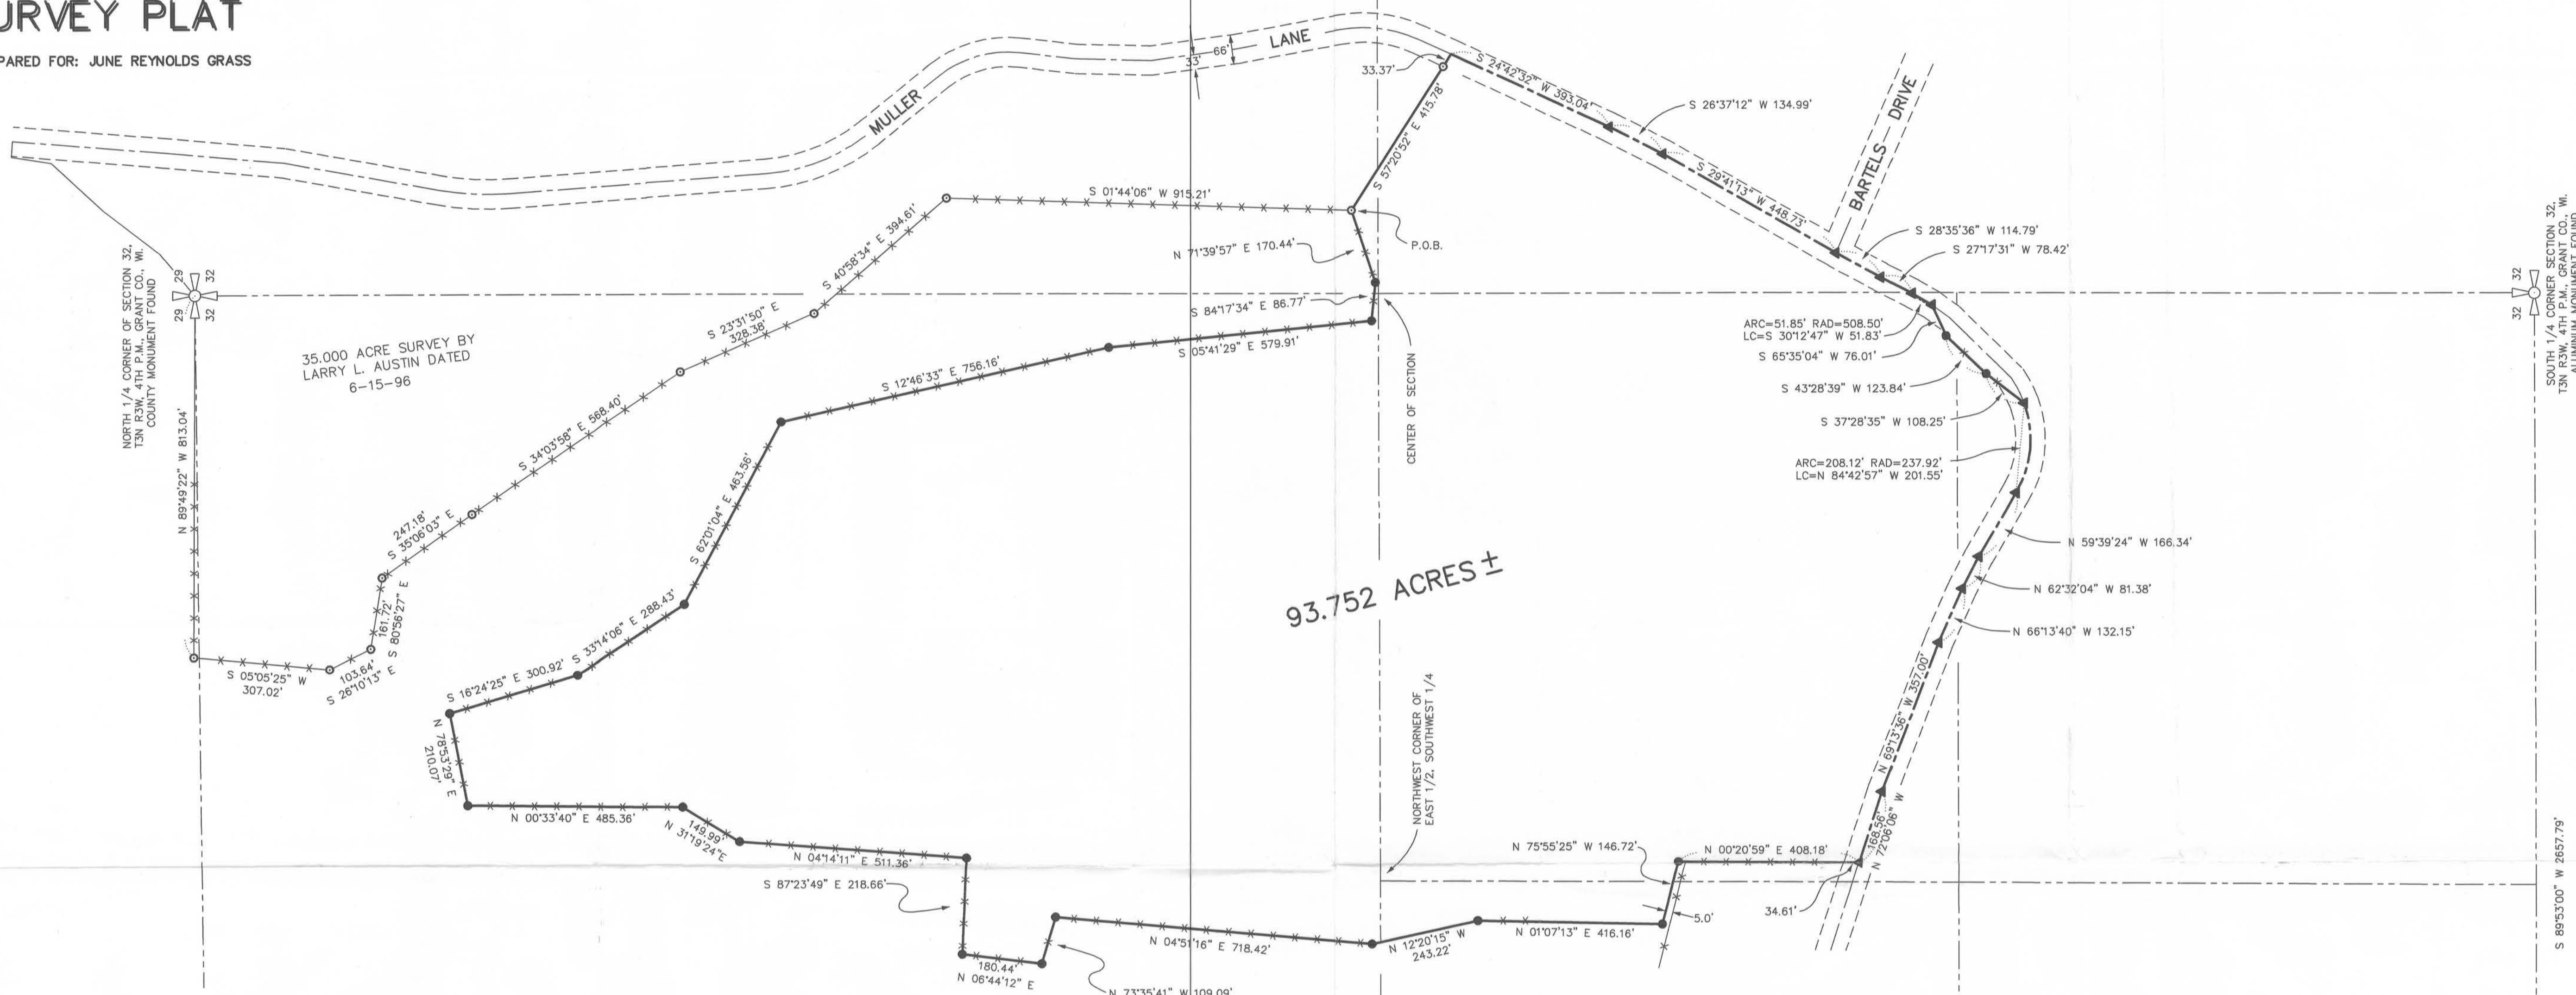 URVEY PLAT
PARED FOR: JUNE REYNOLDS GRASS
MULLER
LANE
66'
33'
33.37'
S 57°20'52" E 415.78'
S 24°42'32" W 393.04'
S 26°37'12" W 134.99'
S 29°41'13" W 448.73'
BARTELS DRIVE
S 28°35'36" W 114.79'
S 27°17'31" W 78.42'
ARC=51.85' RAD=508.50'
LC=S 30°12'47" W 51.83'
S 65°35'04" W 76.01'
S 43°28'39" W 123.84'
S 37°28'35" W 108.25'
ARC=208.12' RAD=237.92'
LC=N 84°42'57" W 201.55'
N 59°39'24" W 166.34'
N 62°32'04" W 81.38'
N 66°13'40" W 132.15'
N 69°13'36" W 357.00'
168.56'
N 72°06'06" W
34.61'
N 00°20'59" E 408.18'
N 75°55'25" W 146.72'
5.0'
N 01°07'13" E 416.16'
N 12°20'15" W
243.22'
N 04°51'16" E 718.42'
N 73°35'41" W 109.09'
180.44'
N 06°44'12" E
S 87°23'49" E 218.66'
N 04°14'11" E 511.36'
149.99'
N 31°19'24"E
N 00°33'40" E 485.36'
N 78°53'29" E
210.07'
S 16°24'25" E 300.92'
S 33°14'06" E 288.43'
S 62°01'04" E 463.56'
S 12°46'33" E 756.16'
S 05°41'29" E 579.91'
S 84°17'34" E 86.77'
N 71°39'57" E 170.44'
P.O.B.
S 01°44'06" W 915.21'
S 40°58'34" E 394.61'
S 23°31'50" E
328.38'
S 34°03'58" E 568.40'
247.18'
S 35°06'03" E
161.72'
S 80°56'27" E
103.64'
S 26°10'13" E
S 05°05'25" W
307.02'
N 89°49'22" W 813.04'
NORTH 1/4 CORNER OF SECTION 32,
T3N R3W, 4TH P.M., GRANT CO., WI.
COUNTY MONUMENT FOUND
29
32
29
32
35.000 ACRE SURVEY BY
LARRY L. AUSTIN DATED
6-15-96
CENTER OF SECTION
93.752 ACRES±
NORTHWEST CORNER OF
EAST 1/2, SOUTHWEST 1/4
32
32
SOUTH 1/4 CORNER SECTION 32,
T3N R3W, 4TH P.M., GRANT CO., WI.
ALUMINUM MONUMENT FOUND
S 89°53'00" W 2657.79'